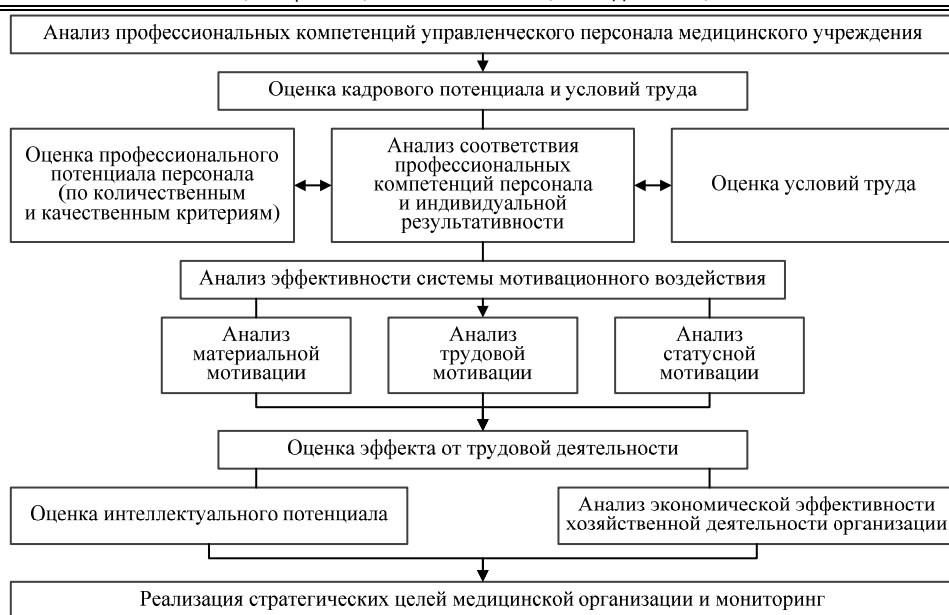 Анализ профессиональных компетенций управленческого персонала медицинского учреждения
Оценка кадрового потенциала и условий труда
Оценка профессионального
потенциала персонала
(по количественным
и качественным критериям)
Анализ соответствия
профессиональных
компетенций персонала
и индивидуальной
результативности
Оценка условий труда
Анализ эффективности системы мотивационного воздействия
Анализ
материальной
мотивации
Анализ
трудовой
мотивации
Анализ
статусной
мотивации
Оценка эффекта от трудовой деятельности
Оценка интеллектуального потенциала
Анализ экономической эффективности
хозяйственной деятельности организации
Реализация стратегических целей медицинской организации и мониторинг